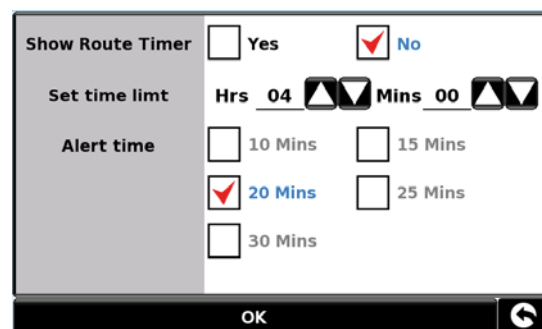 Show Route Timer Yes No
Set time limt Hrs 04 Mins 00
Alert time 10 Mins 15 Mins
20 Mins 25 Mins
30 Mins
OK